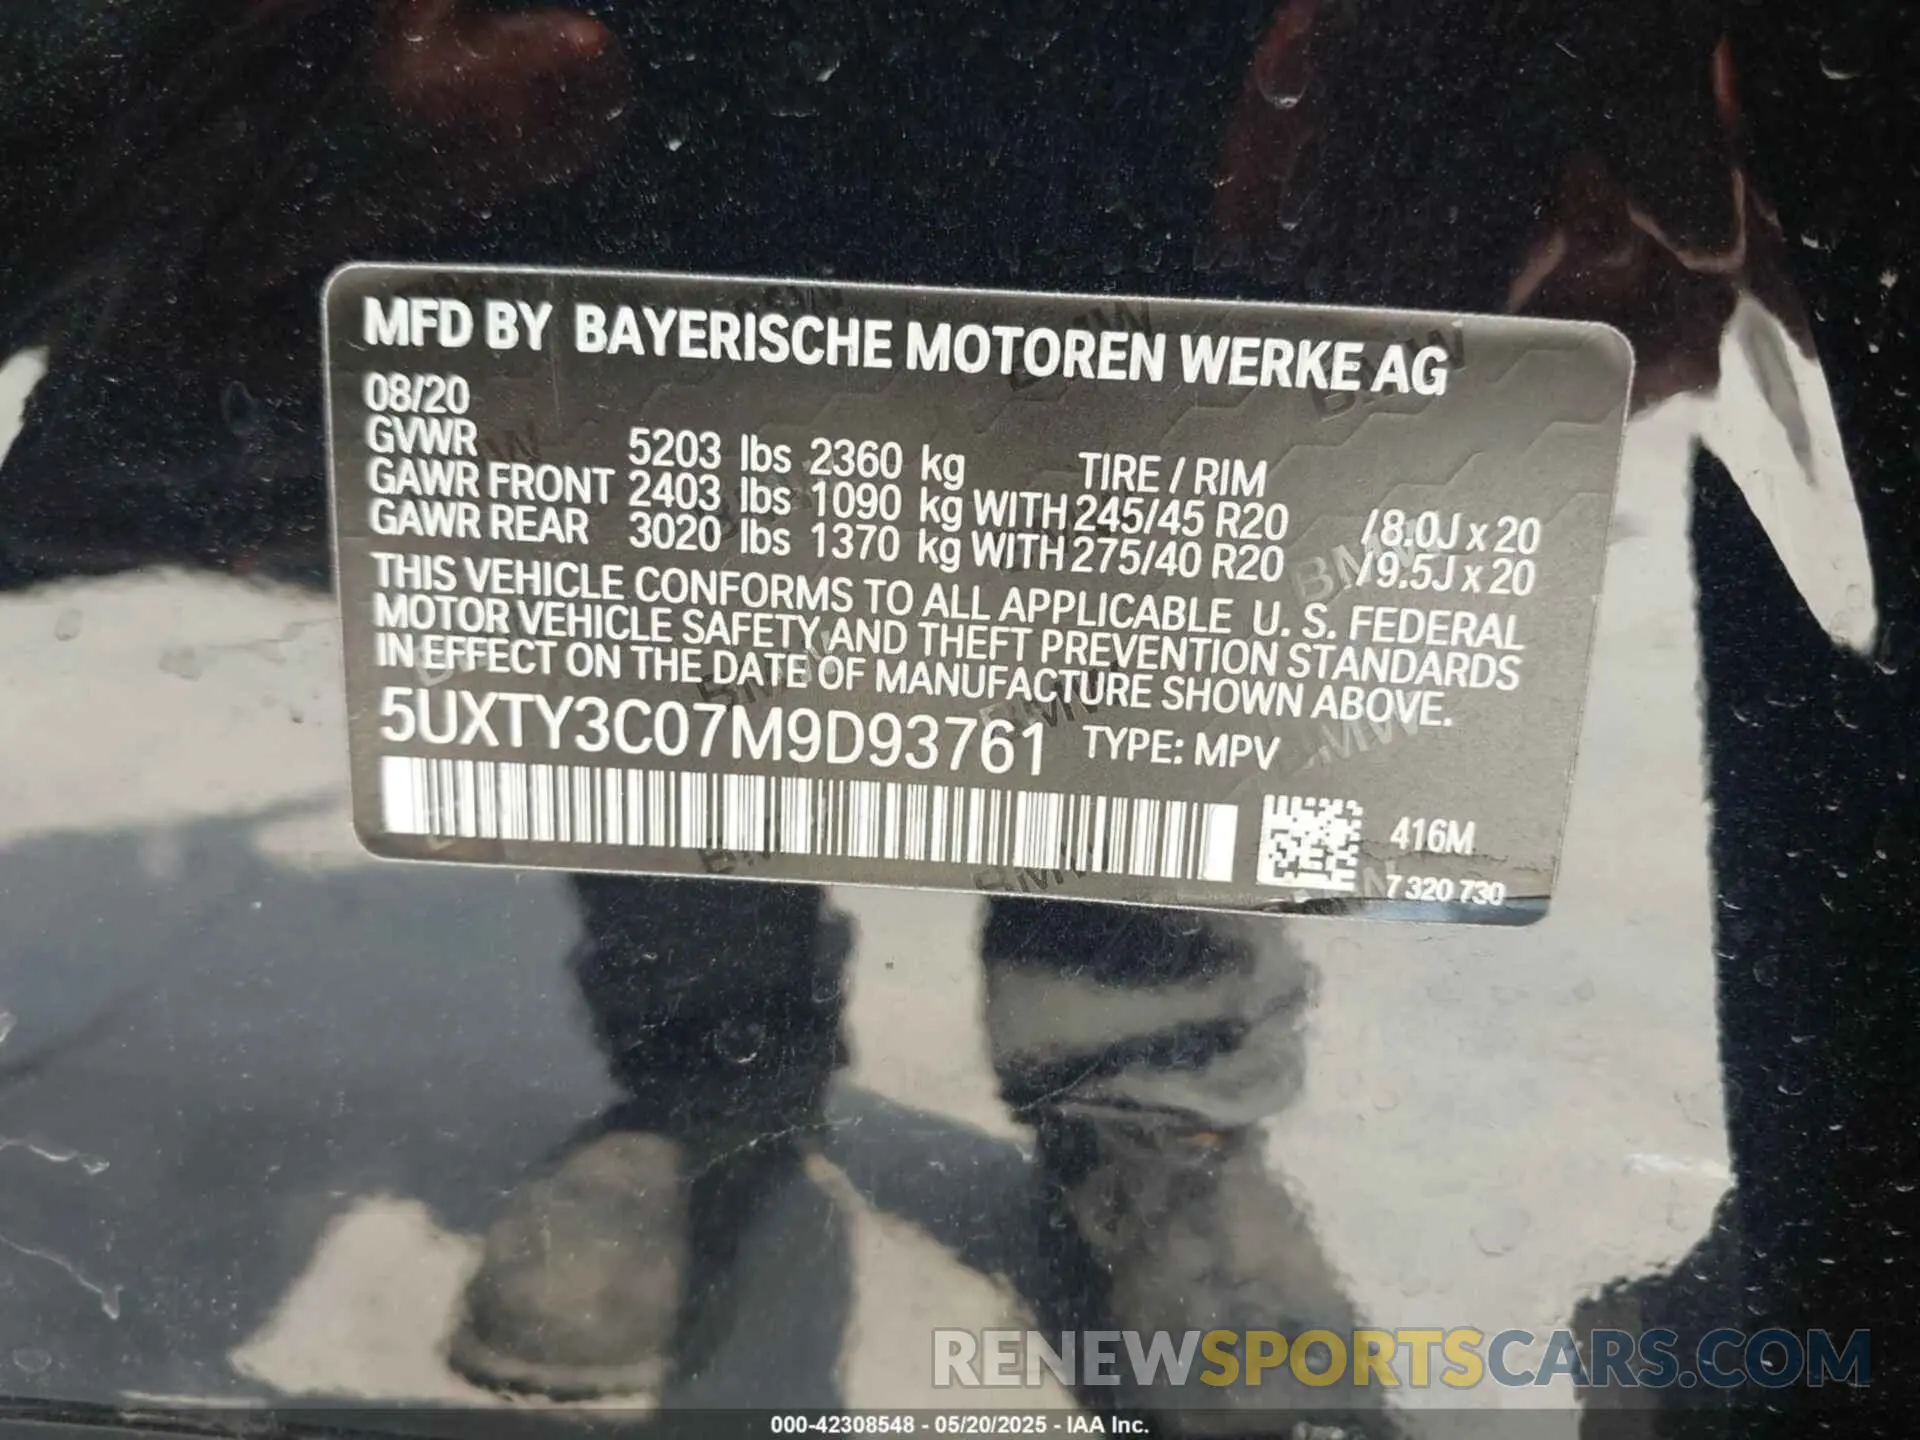 MFD BY BAYERISCHE MOTOREN WERKE AG
08/20
GVWR 5203 lbs 2360 kg TIRE / RIM
GAWR FRONT 2403 lbs 1090 kg WITH 245/45 R20 /8.0J x 20
GAWR REAR 3020 lbs 1370 kg WITH 275/40 R20 /9.5J x 20
THIS VEHICLE CONFORMS TO ALL APPLICABLE U. S. FEDERAL
MOTOR VEHICLE SAFETY AND THEFT PREVENTION STANDARDS
IN EFFECT ON THE DATE OF MANUFACTURE SHOWN ABOVE.
5UXTY3C07M9D93761 TYPE: MPV
416M
7 320 730
RENEWSPORTSCARS.COM
000-42308548 - 05/20/2025 - IAA Inc.